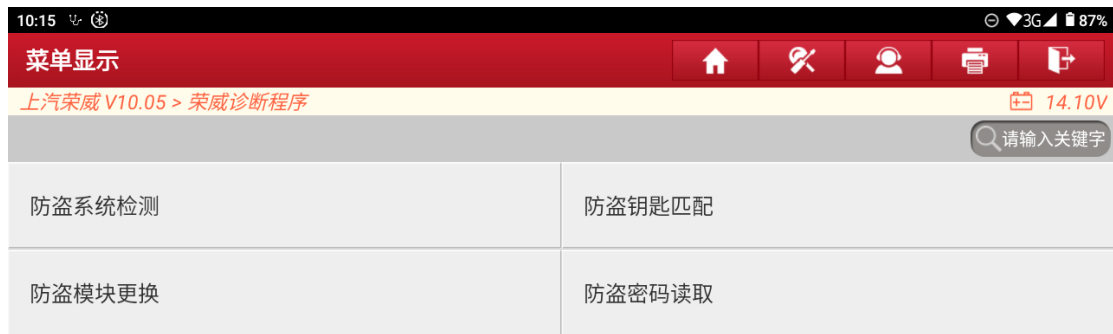 10:15 3G 87%
菜单显示
上汽荣威 V10.05 > 荣威诊断程序 14.10V
请输入关键字
防盗系统检测 防盗钥匙匹配
防盗模块更换 防盗密码读取